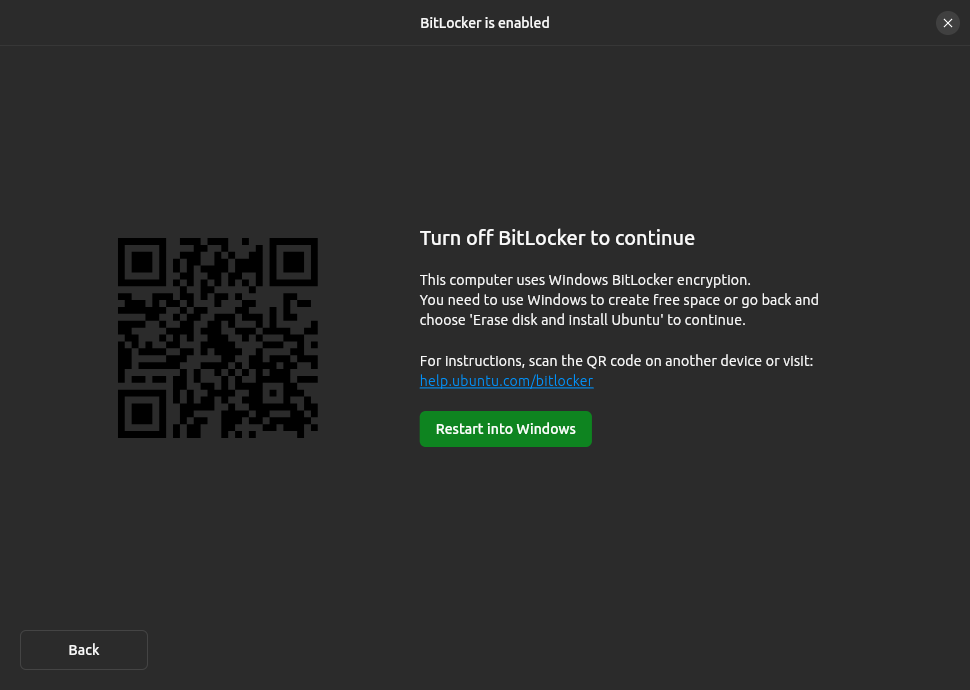 BitLocker is enabled
Turn off BitLocker to continue
This computer uses Windows BitLocker encryption.
You need to use Windows to create free space or go back and
choose 'Erase disk and install Ubuntu' to continue.
For instructions, scan the QR code on another device or visit:
help.ubuntu.com/bitlocker
Restart into Windows
Back